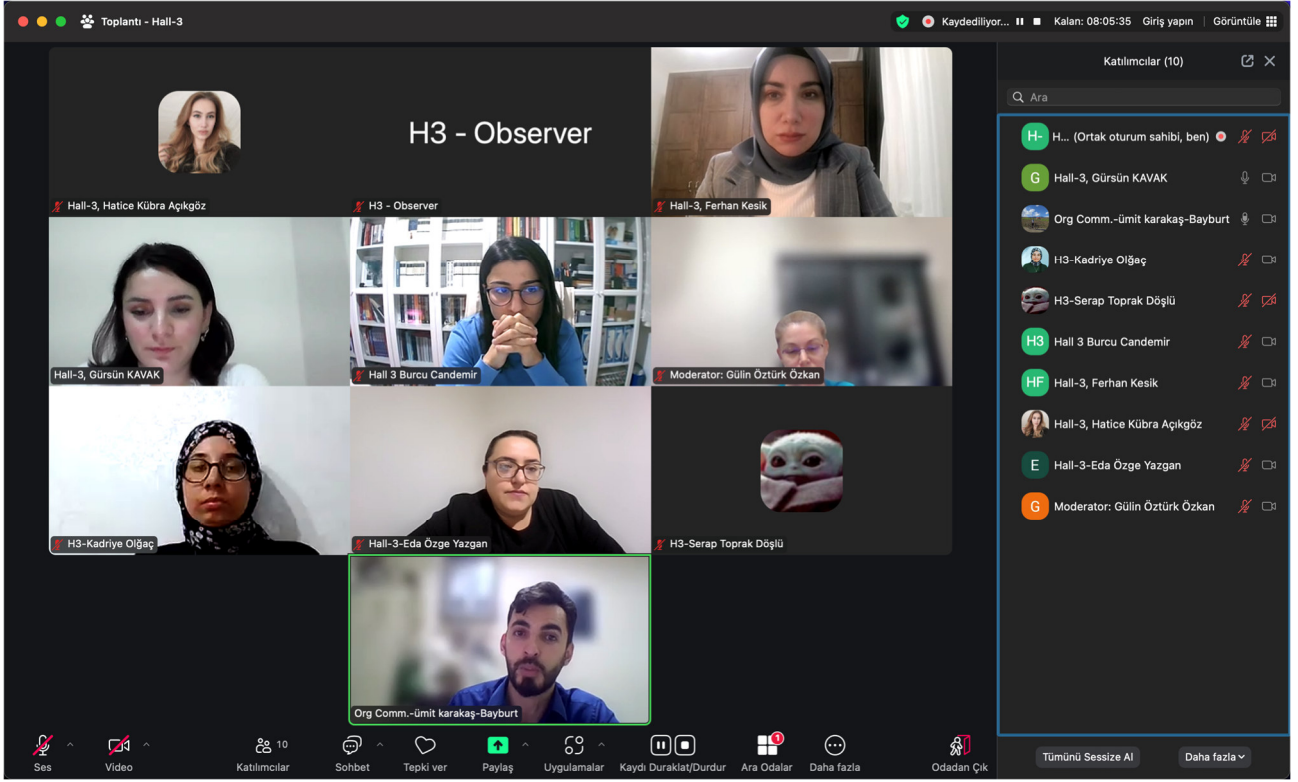 Toplantı - Hall-3
Kaydediliyor...
Kalan: 08:05:35
Giriş yapın
Görüntüle
Hall-3, Hatice Kübra Açıkgöz
H3 - Observer
H3 - Observer
Hall-3, Ferhan Kesik
Hall-3, Gürsün KAVAK
Hall 3 Burcu Candemir
Moderator: Gülin Öztürk Özkan
H3-Kadriye Olğaç
Hall-3-Eda Özge Yazgan
H3-Serap Toprak Döşlü
Org Comm.-ümit karakaş-Bayburt
Katılımcılar (10)
Ara
H- H... (Ortak oturum sahibi, ben)
G Hall-3, Gürsün KAVAK
Org Comm.-ümit karakaş-Bayburt
H3-Kadriye Olğaç
H3-Serap Toprak Döşlü
H3 Hall 3 Burcu Candemir
HF Hall-3, Ferhan Kesik
Hall-3, Hatice Kübra Açıkgöz
E Hall-3-Eda Özge Yazgan
G Moderator: Gülin Öztürk Özkan
Tümünü Sessize Al
Daha fazla
Ses
Video
10
Katılımcılar
Sohbet
Tepki ver
Paylaş
Uygulamalar
Kaydı Duraklat/Durdur
1
Ara Odalar
Daha fazla
Odadan Çık